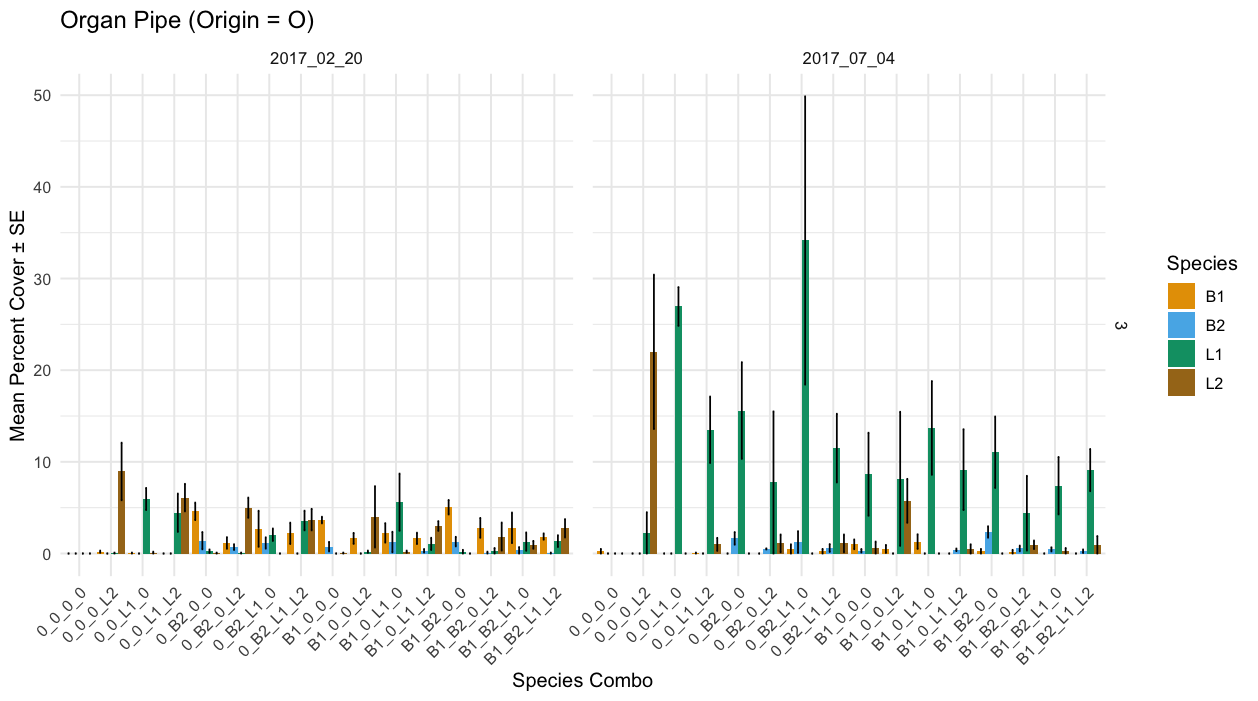 Organ Pipe (Origin = O)
2017_02_20
2017_07_04
50
40
30
20
10
0
Mean Percent Cover ± SE
3
Species
B1
B2
L1
L2
0_0_0_0
0_0_0_L2
0_0_L1_0
0_0_L1_L2
0_B2_0_0
0_B2_0_L2
0_B2_L1_0
0_B2_L1_L2
B1_0_0_0
B1_0_0_L2
B1_0_L1_0
B1_0_L1_L2
B1_B2_0_0
B1_B2_0_L2
B1_B2_L1_0
B1_B2_L1_L2
0_0_0_0
0_0_0_L2
0_0_L1_0
0_0_L1_L2
0_B2_0_0
0_B2_0_L2
0_B2_L1_0
0_B2_L1_L2
B1_0_0_0
B1_0_0_L2
B1_0_L1_0
B1_0_L1_L2
B1_B2_0_0
B1_B2_0_L2
B1_B2_L1_0
B1_B2_L1_L2
Species Combo